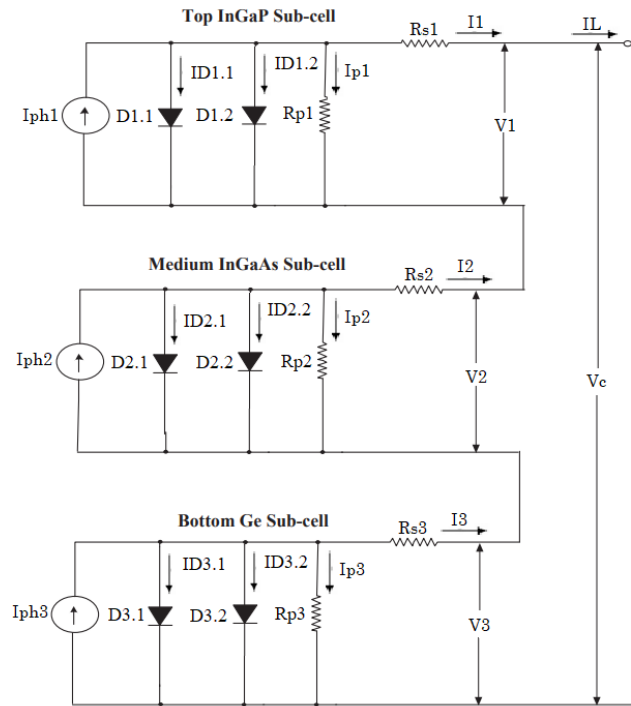 Top InGaP Sub-cell
Rs1
I1
IL
ID1.1
ID1.2
Ip1
Iph1
D1.1
D1.2
Rp1
V1
Medium InGaAs Sub-cell
Rs2
I2
ID2.1
ID2.2
Ip2
Iph2
D2.1
D2.2
Rp2
V2
Vc
Bottom Ge Sub-cell
Rs3
I3
ID3.1
ID3.2
Ip3
Iph3
D3.1
D3.2
Rp3
V3